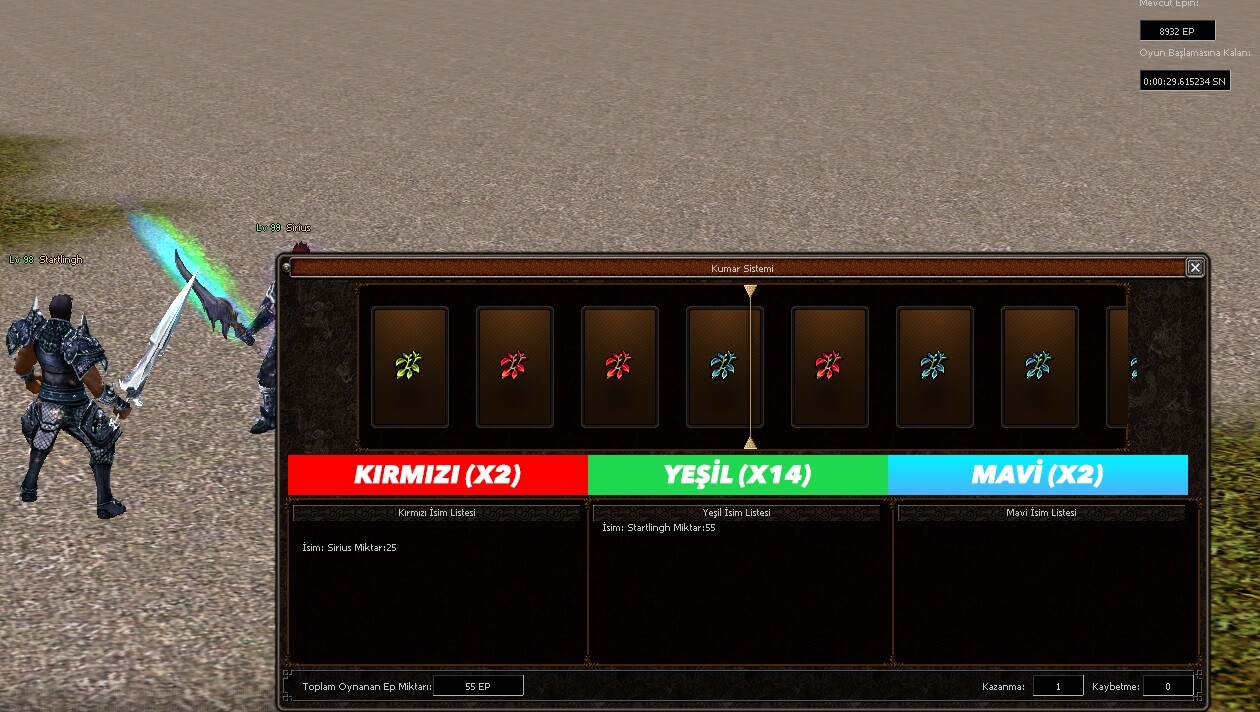 Mevcut Epin:
8932 EP
Oyun Başlamasına Kalan:
0:00:29.615234 SN
Lv 99 Sirius
Lv 98 Startlingh
Kumar Sistemi
KIRMIZI (X2)
YEŞİL (X14)
MAVİ (X2)
Kırmızı İsim Listesi
Yeşil İsim Listesi
Mavi İsim Listesi
İsim: Startlingh Miktar:55
İsim: Sirius Miktar:25
Toplam Oynanan Ep Miktarı: 55 EP
Kazanma: 1
Kaybetme: 0